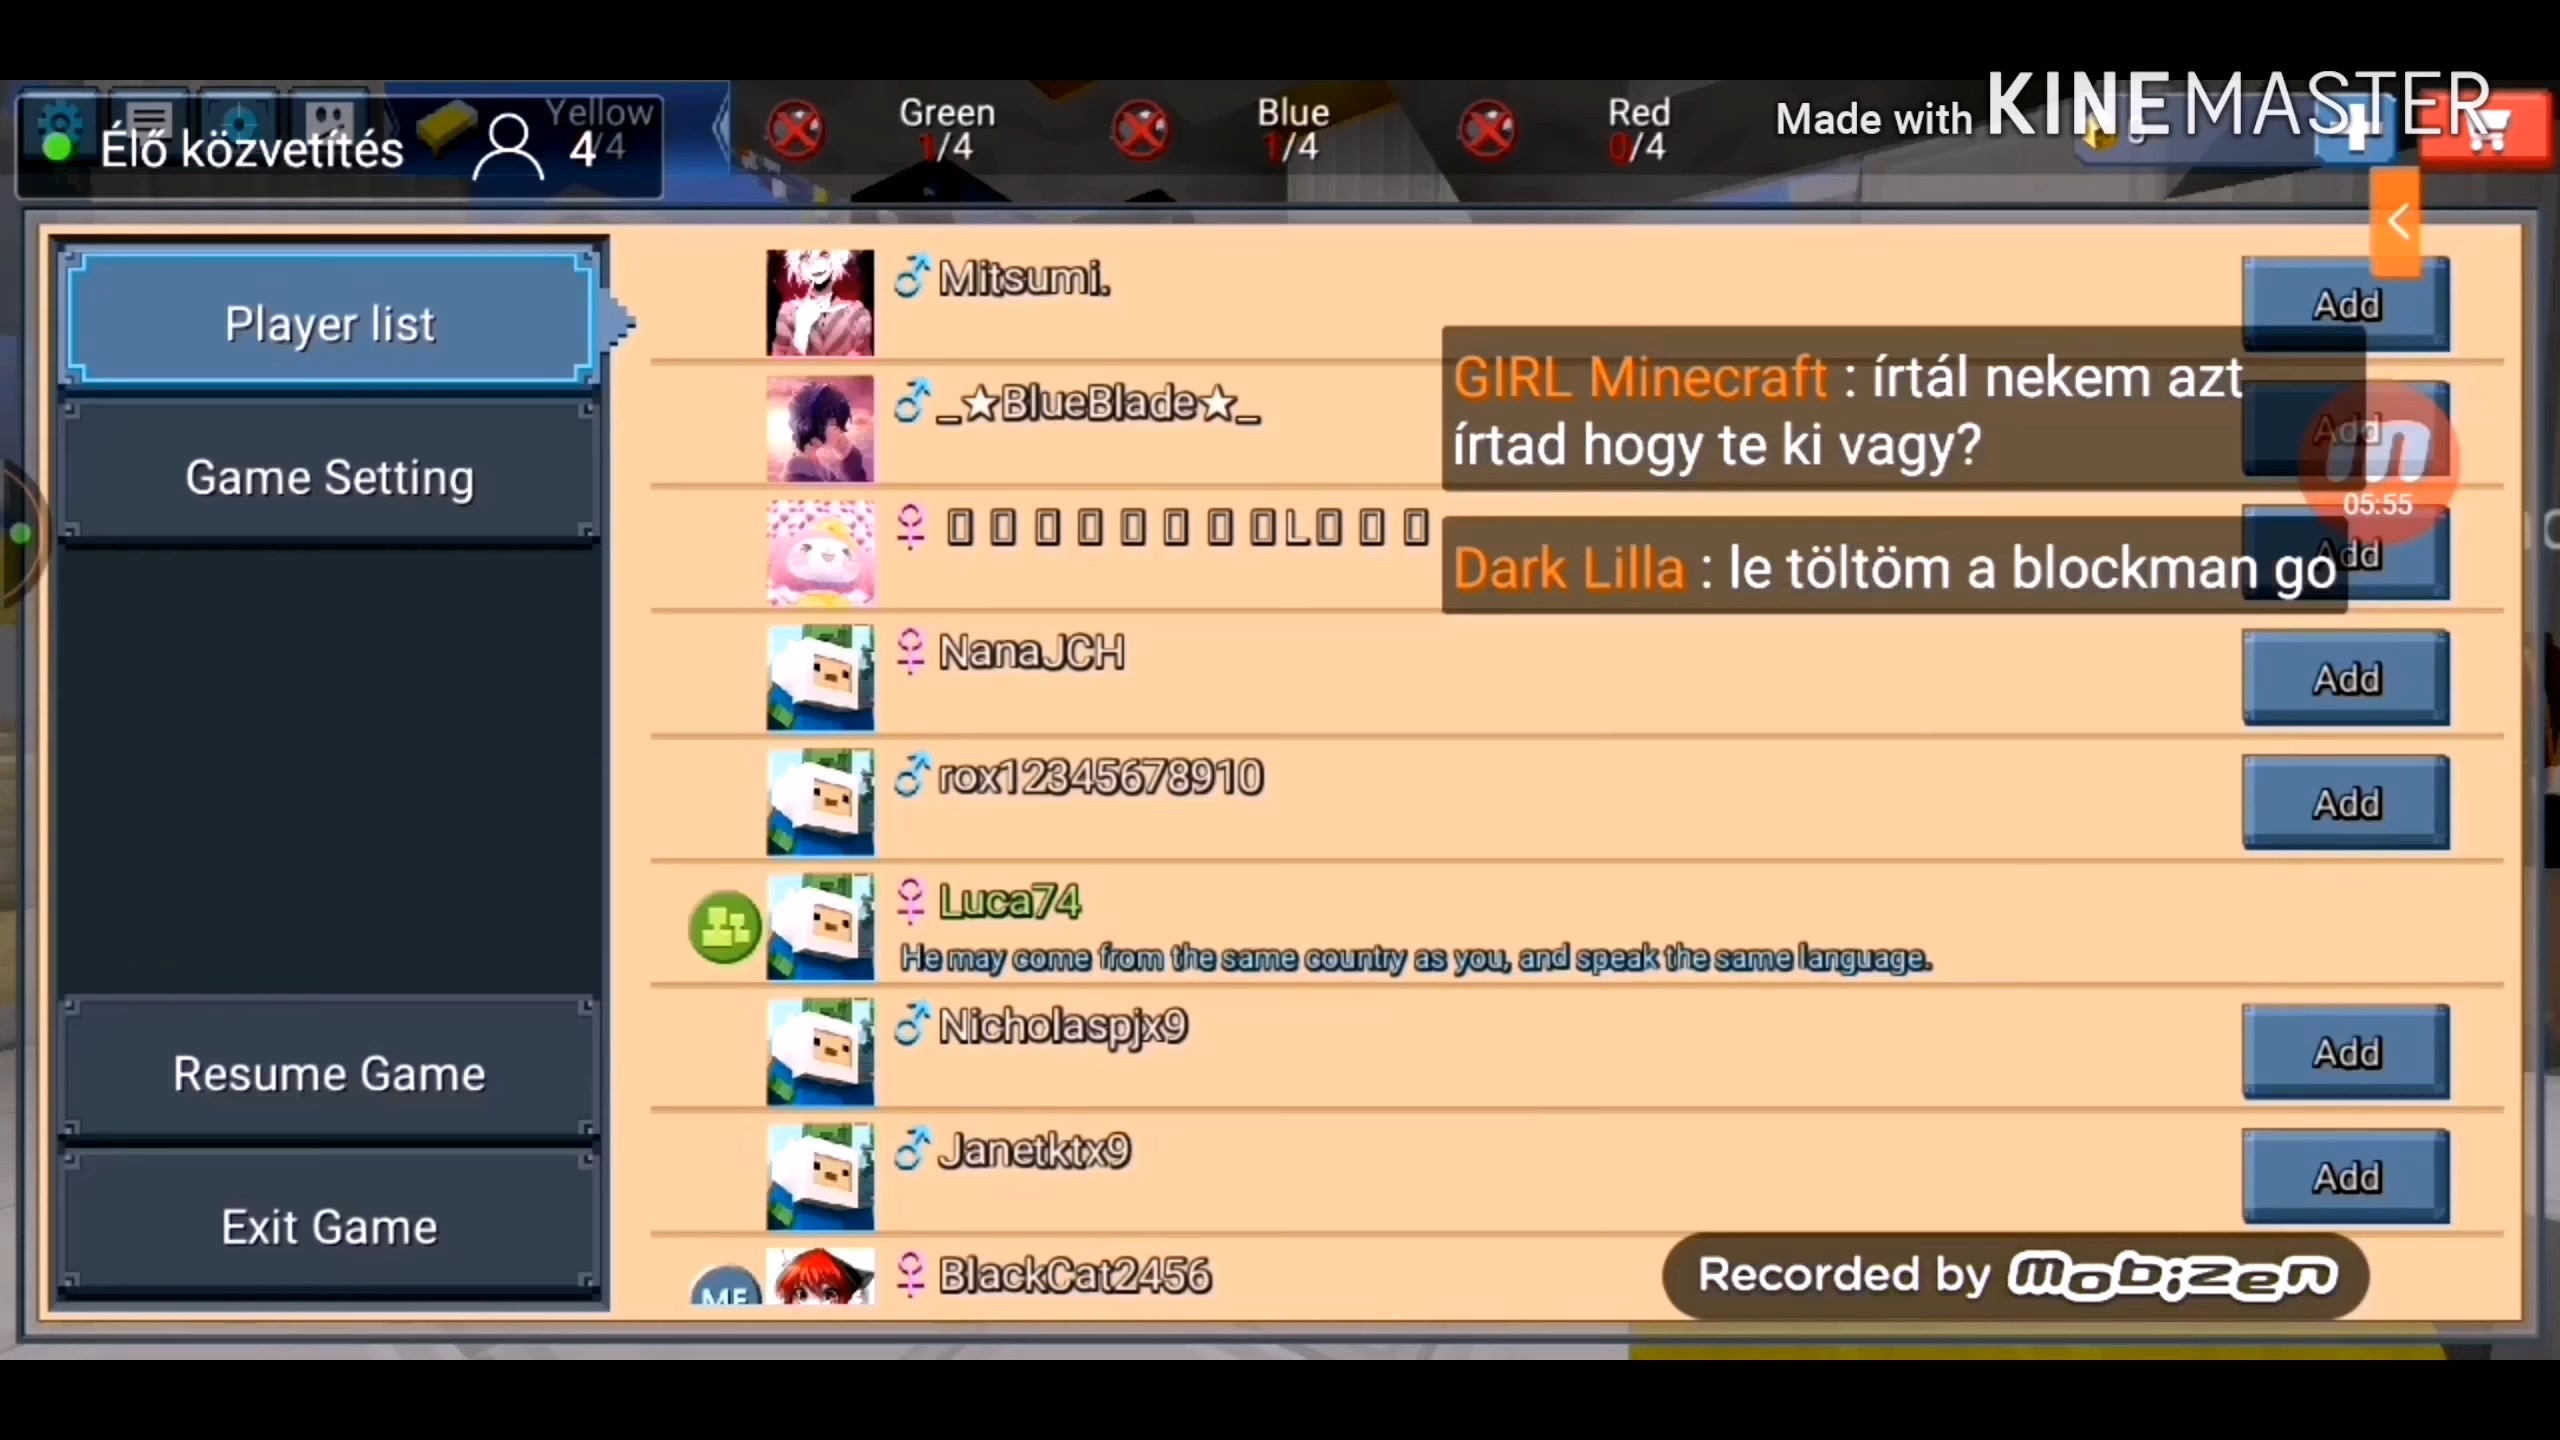 Made with KINEMASTER
Élő közvetítés 4
Yellow
/4
Green
1/4
Blue
1/4
Red
0/4
Player list
Game Setting
Resume Game
Exit Game
Mitsumi.
Add
_★BlueBlade★_
Add
GIRL Minecraft : írtál nekem azt
írtad hogy te ki vagy?
05:55
L
Add
Dark Lilla : le töltöm a blockman go
NanaJCH
Add
rox12345678910
Add
Luca74
He may come from the same country as you, and speak the same language.
Nicholaspjx9
Add
Janetktx9
Add
ME
BlackCat2456
Recorded by mobizen